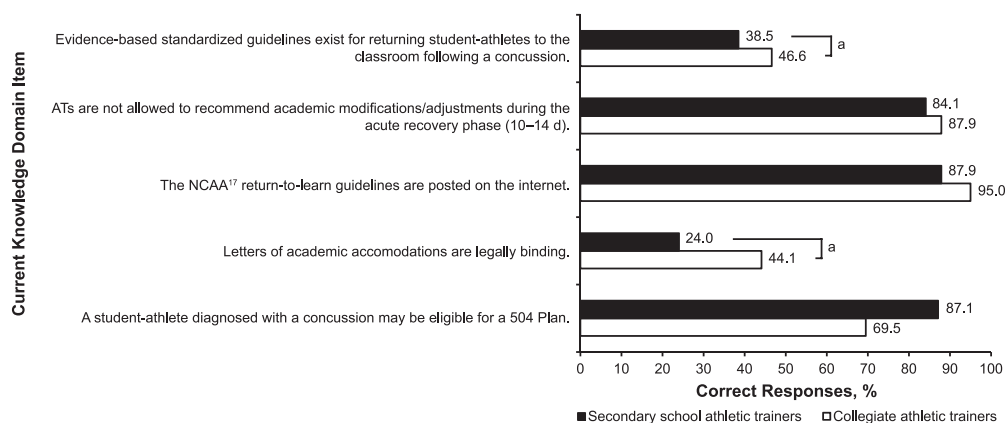 Current Knowledge Domain Item
Evidence-based standardized guidelines exist for returning student-athletes to the
classroom following a concussion.
38.5
46.6
a
ATs are not allowed to recommend academic modifications/adjustments during the
acute recovery phase (10–14 d).
84.1
87.9
The NCAA¹⁷ return-to-learn guidelines are posted on the internet.
87.9
95.0
Letters of academic accomodations are legally binding.
24.0
44.1
a
A student-athlete diagnosed with a concussion may be eligible for a 504 Plan.
87.1
69.5
0 10 20 30 40 50 60 70 80 90 100
Correct Responses, %
Secondary school athletic trainers Collegiate athletic trainers